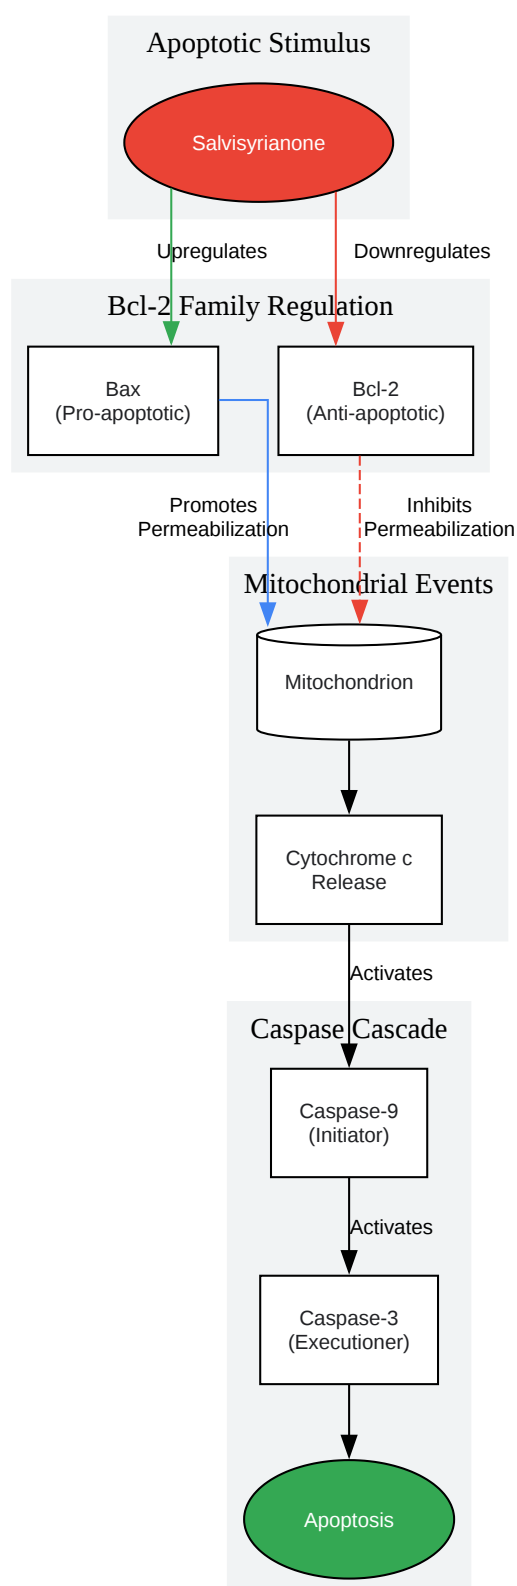 Apoptotic Stimulus
Salvisyrianone
Upregulates
Downregulates
Bcl-2 Family Regulation
Bax
(Pro-apoptotic)
Bcl-2
(Anti-apoptotic)
Promotes
Permeabilization
Inhibits
Permeabilization
Mitochondrial Events
Mitochondrion
Cytochrome c
Release
Activates
Caspase Cascade
Caspase-9
(Initiator)
Activates
Caspase-3
(Executioner)
Apoptosis